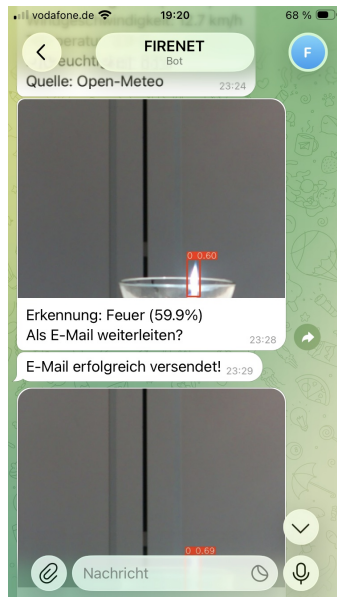 vodafone.de 19:20 68 %
FIRENET
Bot
F
Quelle: Open-Meteo 23:24
0 0.60
Erkennung: Feuer (59.9%)
Als E-Mail weiterleiten? 23:28
E-Mail erfolgreich versendet! 23:29
0 0.69
Nachricht